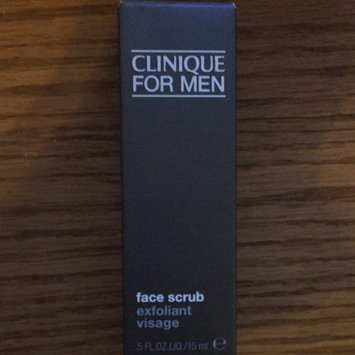 CLINIQUE
FOR MEN
face scrub
exfoliant
visage
.5 FL.OZ.LIQ./15 ml ℮